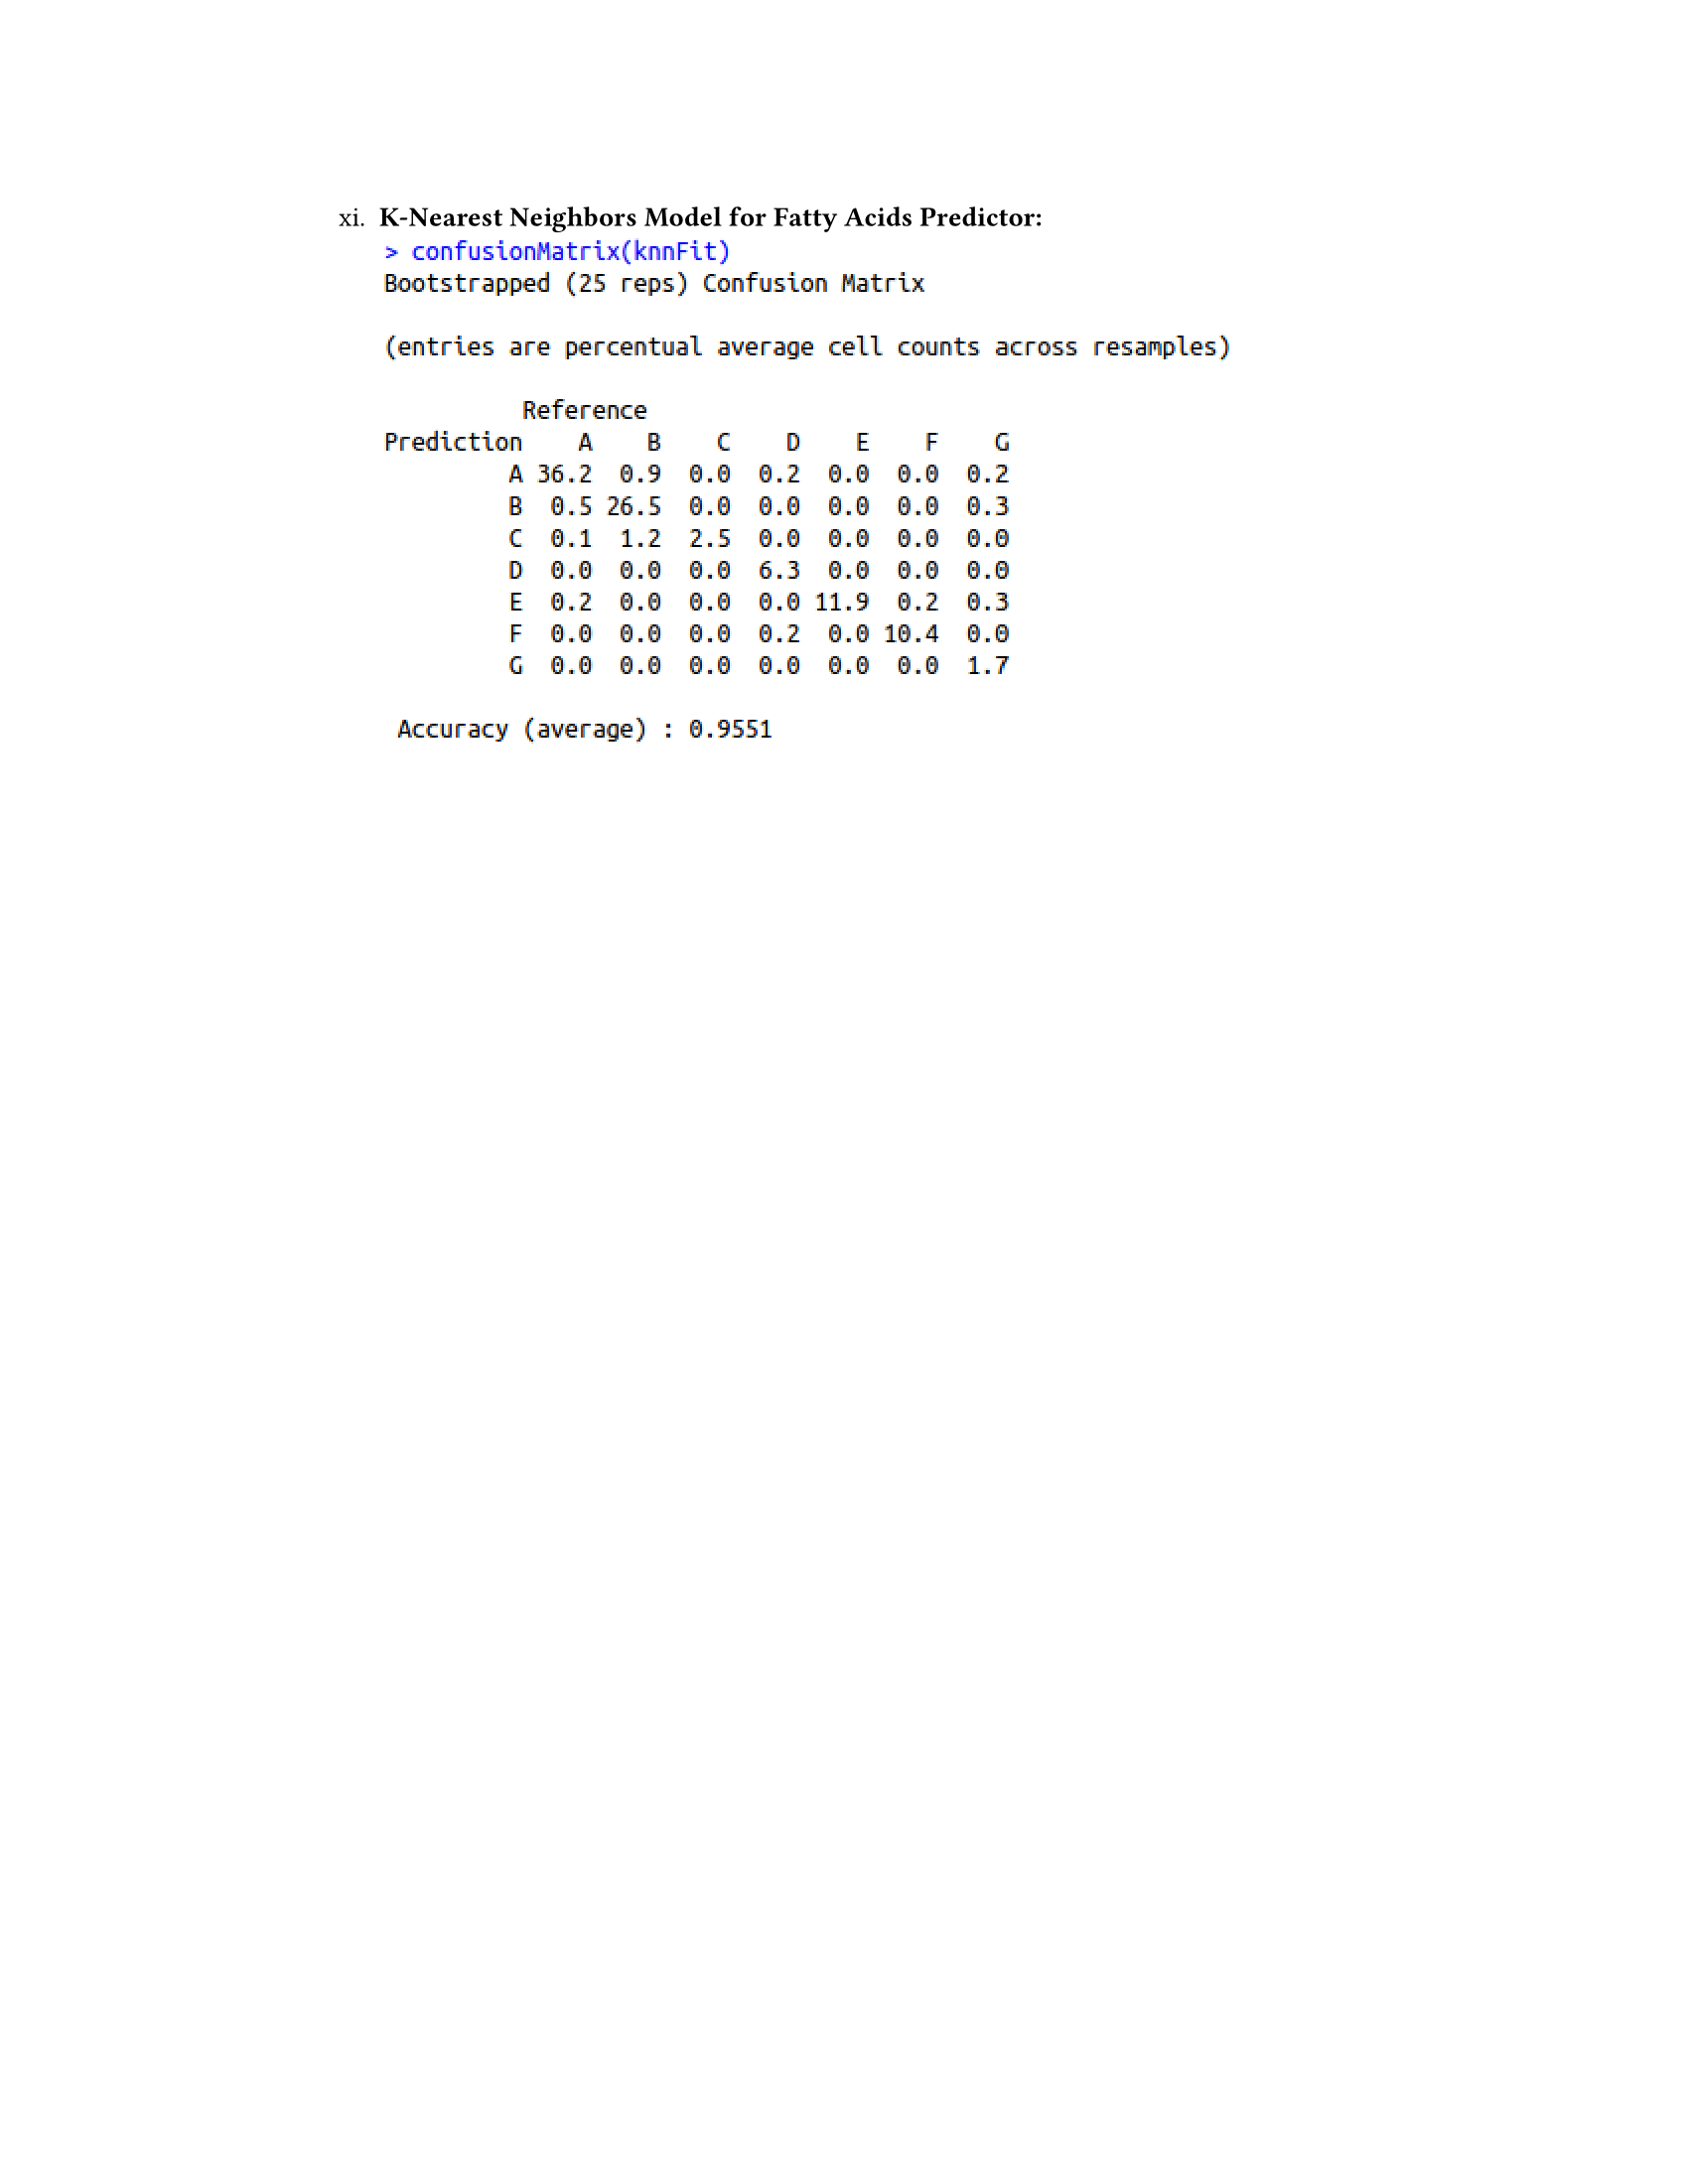 xi. K-Nearest Neighbors Model for Fatty Acids Predictor:
> confusionMatrix(knnFit)
Bootstrapped (25 reps) Confusion Matrix
(entries are percentual average cell counts across resamples)
Reference
Prediction A B C D E F G
A 36.2 0.9 0.0 0.2 0.0 0.0 0.2
B 0.5 26.5 0.0 0.0 0.0 0.0 0.3
C 0.1 1.2 2.5 0.0 0.0 0.0 0.0
D 0.0 0.0 0.0 6.3 0.0 0.0 0.0
E 0.2 0.0 0.0 0.0 11.9 0.2 0.3
F 0.0 0.0 0.0 0.2 0.0 10.4 0.0
G 0.0 0.0 0.0 0.0 0.0 0.0 1.7
Accuracy (average) : 0.9551